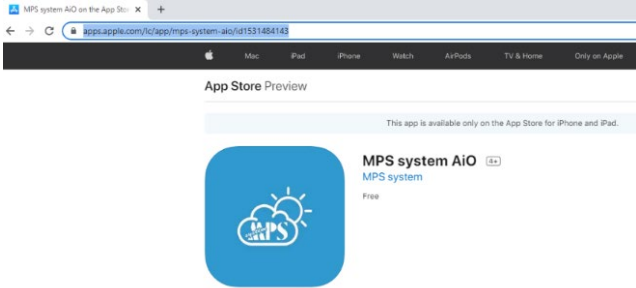 MPS system AiO on the App Stor
apps.apple.com/lc/app/mps-system-aio/id1531484143
Mac iPad iPhone Watch AirPods TV & Home Only on Apple
App Store Preview
This app is available only on the App Store for iPhone and iPad.
MPS system AiO 4+
MPS system
Free
MPS